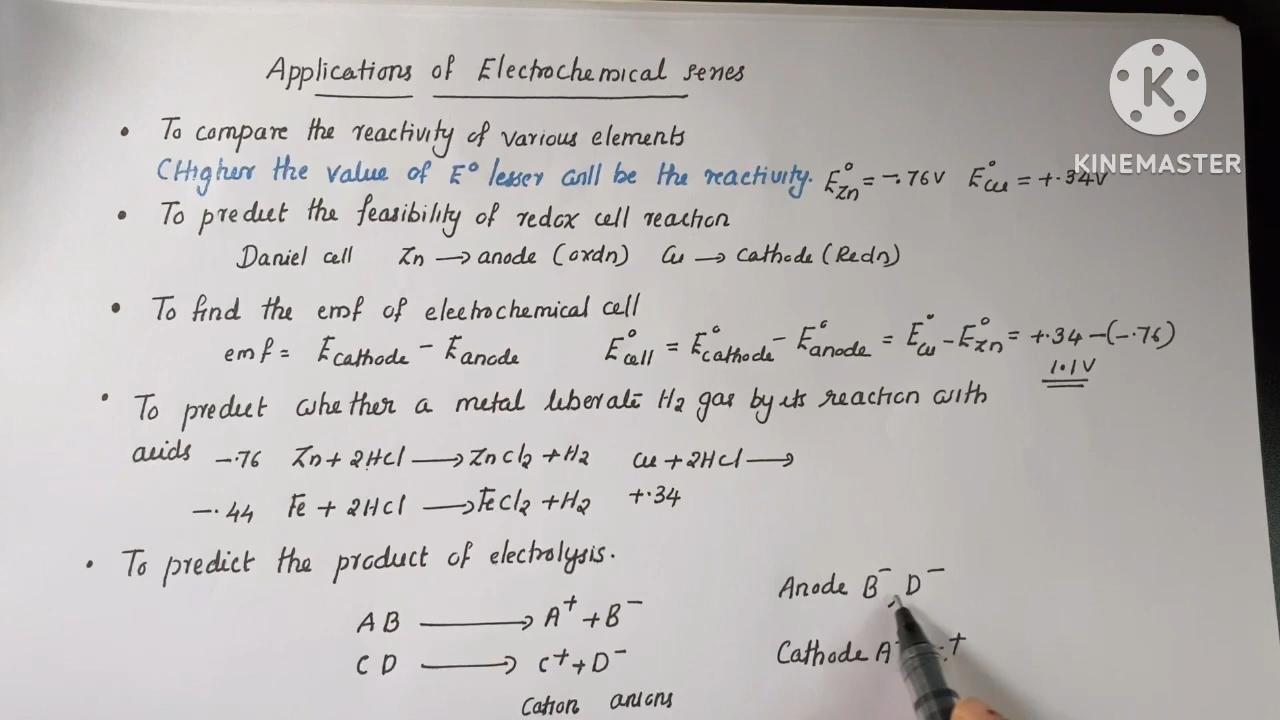 Applications of Electrochemical series
K
KINEMASTER
• To compare the reactivity of various elements
(Higher the value of E° lesser will be the reactivity. E°Zn = -.76V E°Cu = +.34V
• To predict the feasibility of redox cell reaction
Daniel cell Zn → anode (oxdn) Cu → cathode (Redn)
• To find the emf of electrochemical cell
emf = Ecathode - Eanode E°cell = E°cathode - E°anode = E°Cu - E°Zn = +.34 -(-.76)
1.1V
• To predict whether a metal liberate H2 gas by its reaction with
acids -.76 Zn + 2HCl → ZnCl2 + H2 Cu + 2HCl →
-.44 Fe + 2HCl → FeCl2 + H2 +.34
• To predict the product of electrolysis.
Anode B⁻, D⁻
AB → A⁺ + B⁻
Cathode A
CD → C⁺ + D⁻
Cation anions